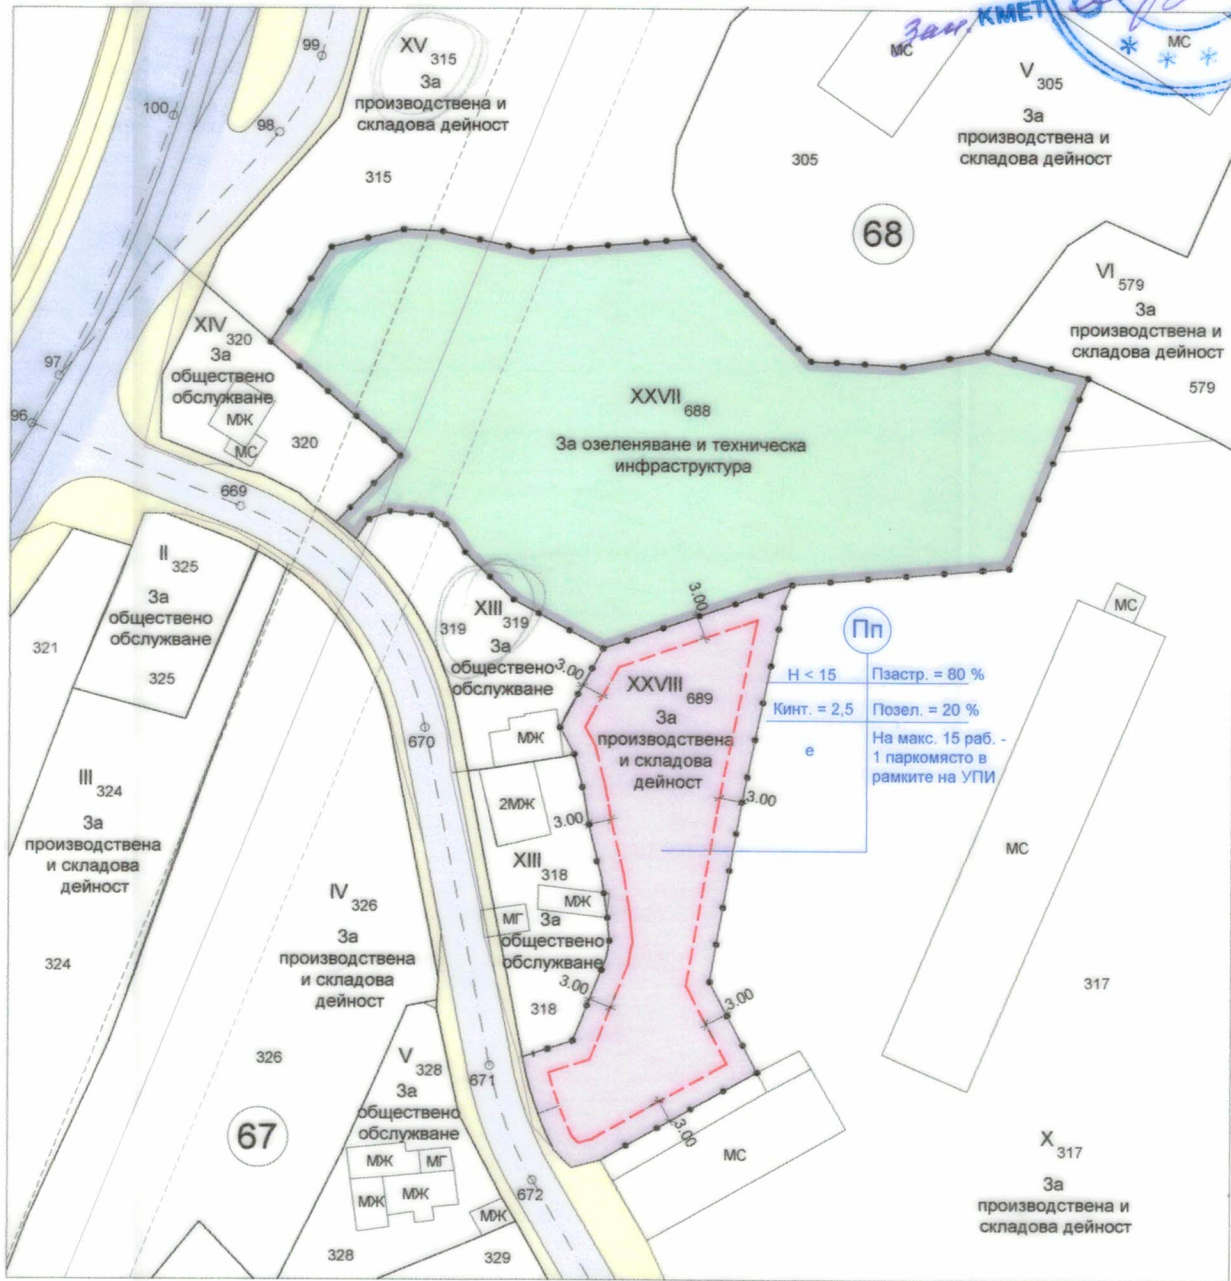 Зам. КМЕТ
99
100
98
XV 315
За
производствена и
складова дейност
315
МС
МС
V 305
За
производствена и
складова дейност
305
68
VI 579
За
производствена и
складова дейност
579
XIV 320
За
обществено
обслужване
МЖ
МС
320
97
96
669
XXVII 688
За озеленяване и техническа
инфраструктура
II 325
За
обществено
обслужване
325
321
XIII 319
319
За
обществено
обслужване
3.00
3.00
XXVIII 689
За
производствена
и складова
дейност
Пп
H < 15
Пзастр. = 80 %
Кинт. = 2,5
Позел. = 20 %
е
На макс. 15 раб. -
1 паркомясто в
рамките на УПИ
МС
МЖ
670
2МЖ
3.00
3.00
III 324
За
производствена
и складова
дейност
324
XIII 318
МЖ
МГ
За
обществено
обслужване
318
3.00
3.00
МС
IV 326
За
производствена
и складова
дейност
326
317
67
671
V 328
За
обществено
обслужване
МЖ
МГ
МЖ
МЖ
МЖ
672
328
329
3.00
МС
X 317
За
производствена и
складова дейност